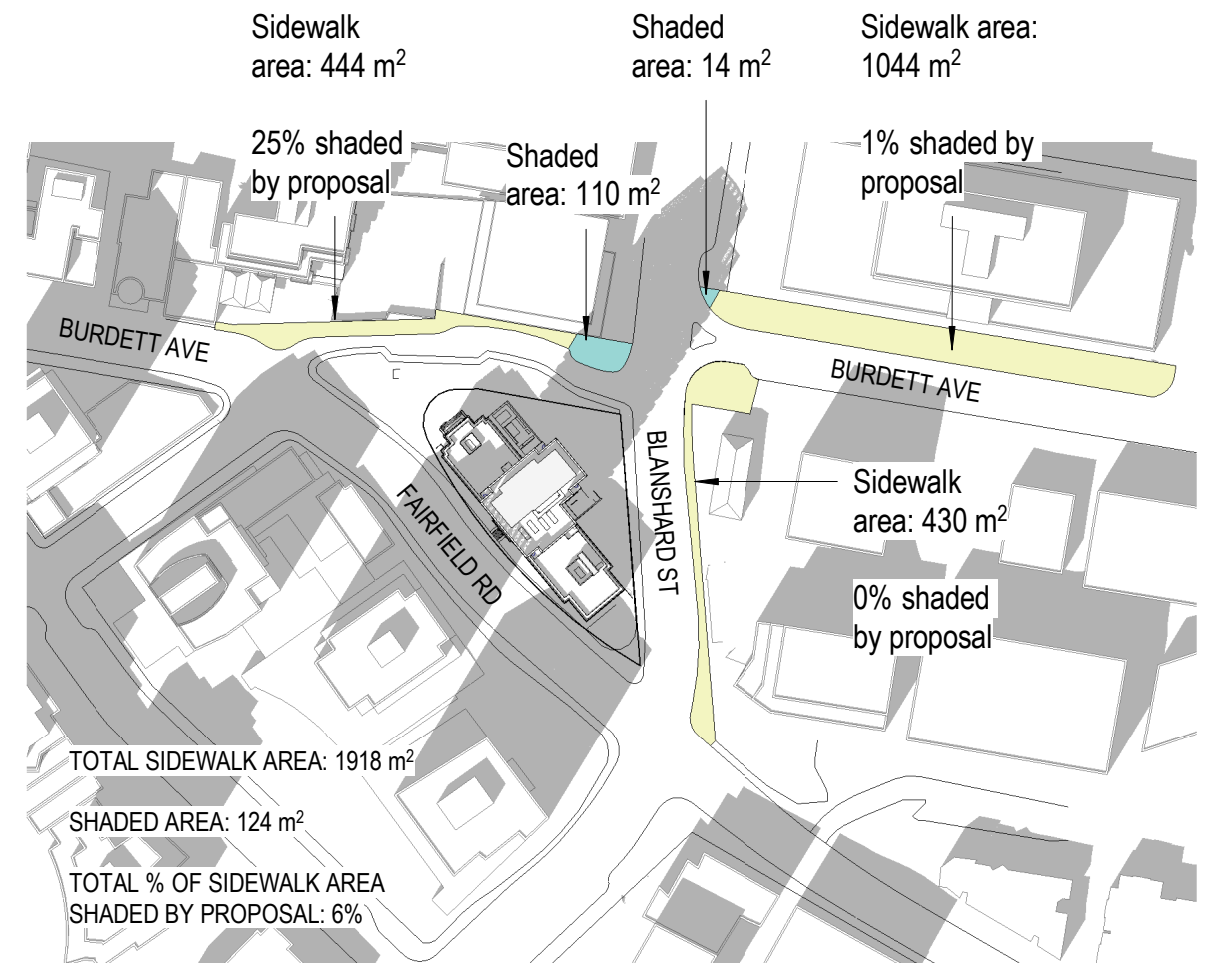 Sidewalk
area: 444 m²
25% shaded
by proposal
Shaded
area: 110 m²
Shaded
area: 14 m²
Sidewalk area:
1044 m²
1% shaded by
proposal
BURDETT AVE
BURDETT AVE
FAIRFIELD RD
BLANSHARD ST
Sidewalk
area: 430 m²
0% shaded
by proposal
TOTAL SIDEWALK AREA: 1918 m²
SHADED AREA: 124 m²
TOTAL % OF SIDEWALK AREA
SHADED BY PROPOSAL: 6%